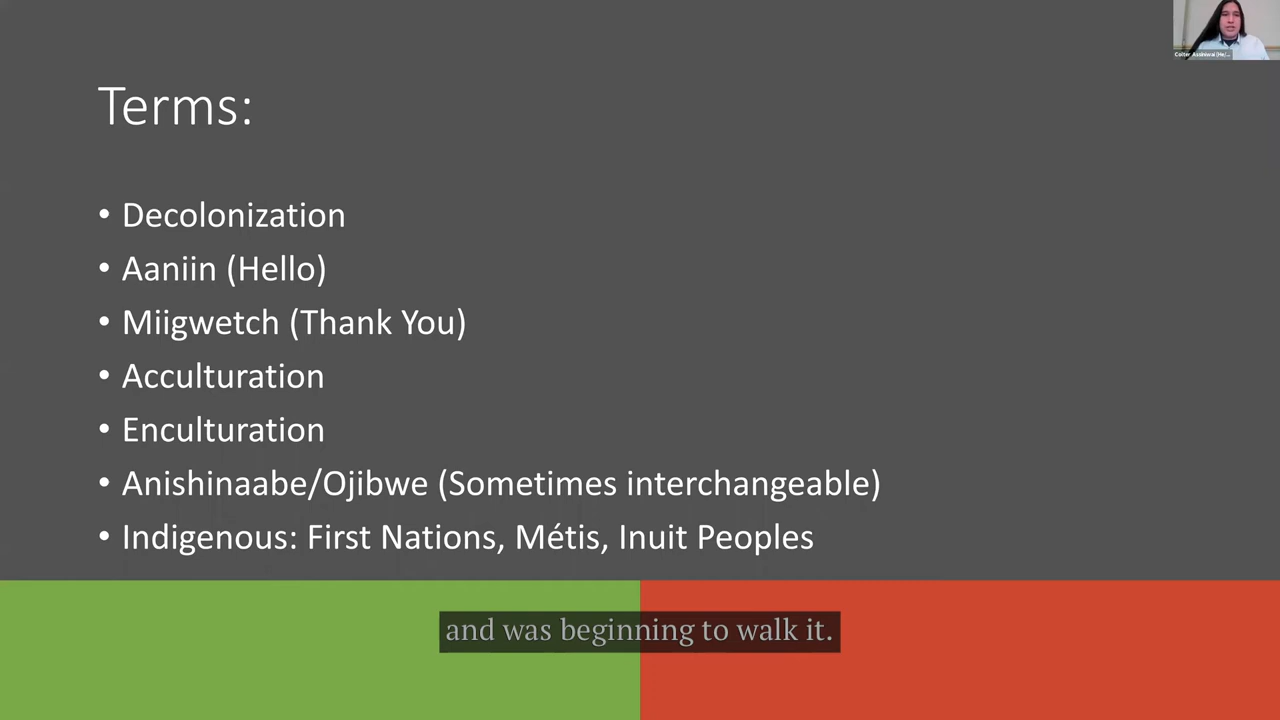 Terms:
• Decolonization
• Aaniin (Hello)
• Miigwetch (Thank You)
• Acculturation
• Enculturation
• Anishinaabe/Ojibwe (Sometimes interchangeable)
• Indigenous: First Nations, Métis, Inuit Peoples
and was beginning to walk it.